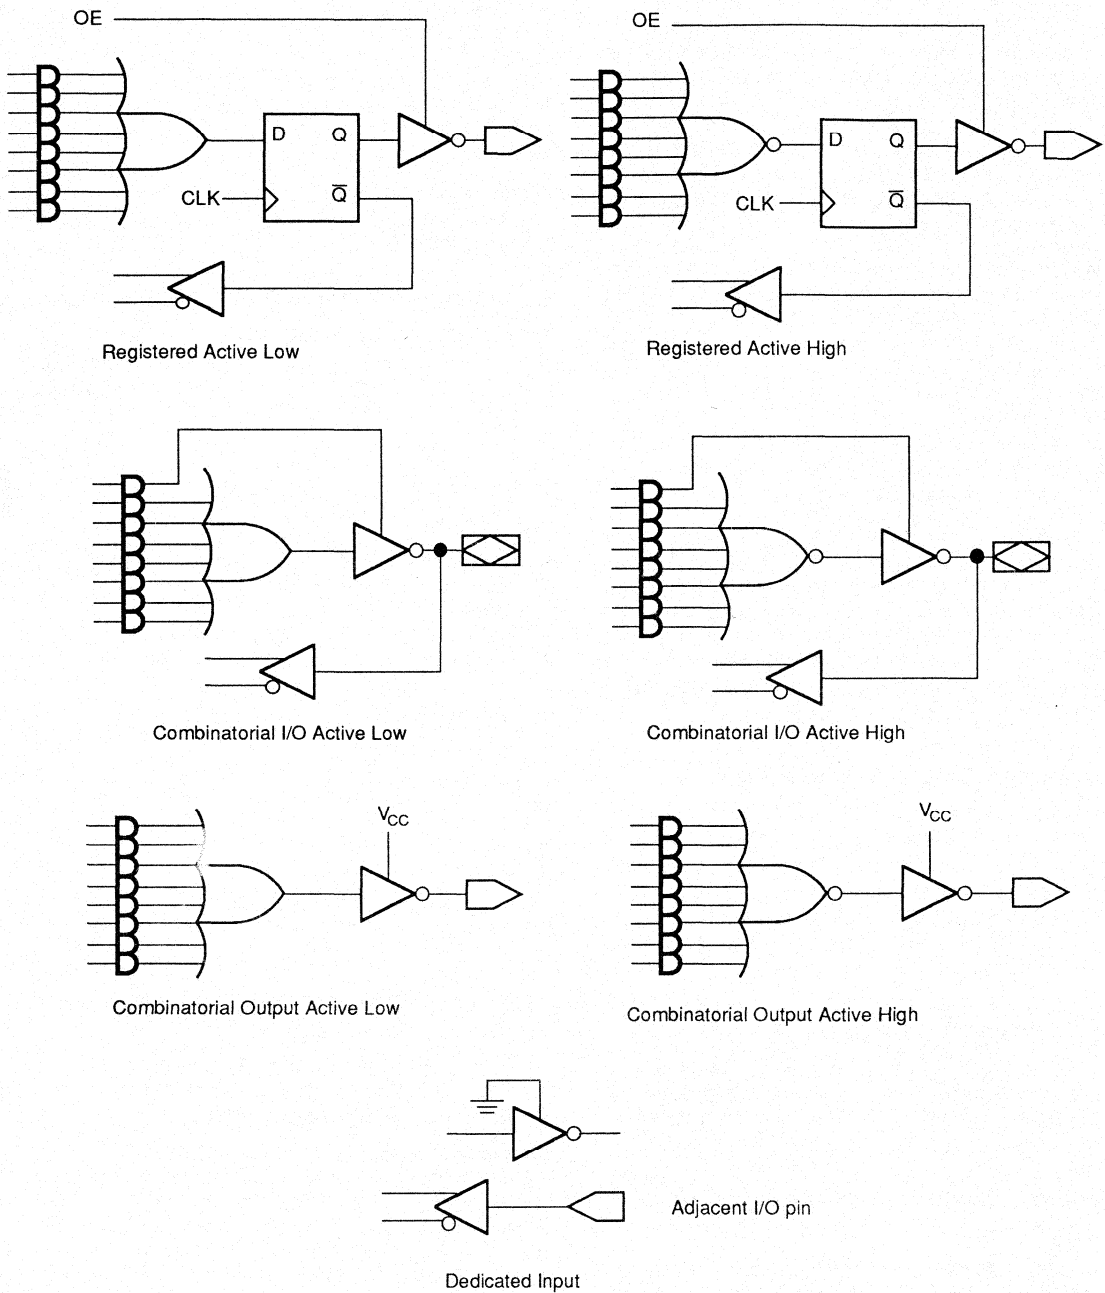 OE
OE
D Q
CLK Q̅
D Q
CLK Q̅
Registered Active Low
Registered Active High
Combinatorial I/O Active Low
Combinatorial I/O Active High
VCC
VCC
Combinatorial Output Active Low
Combinatorial Output Active High
Adjacent I/O pin
Dedicated Input